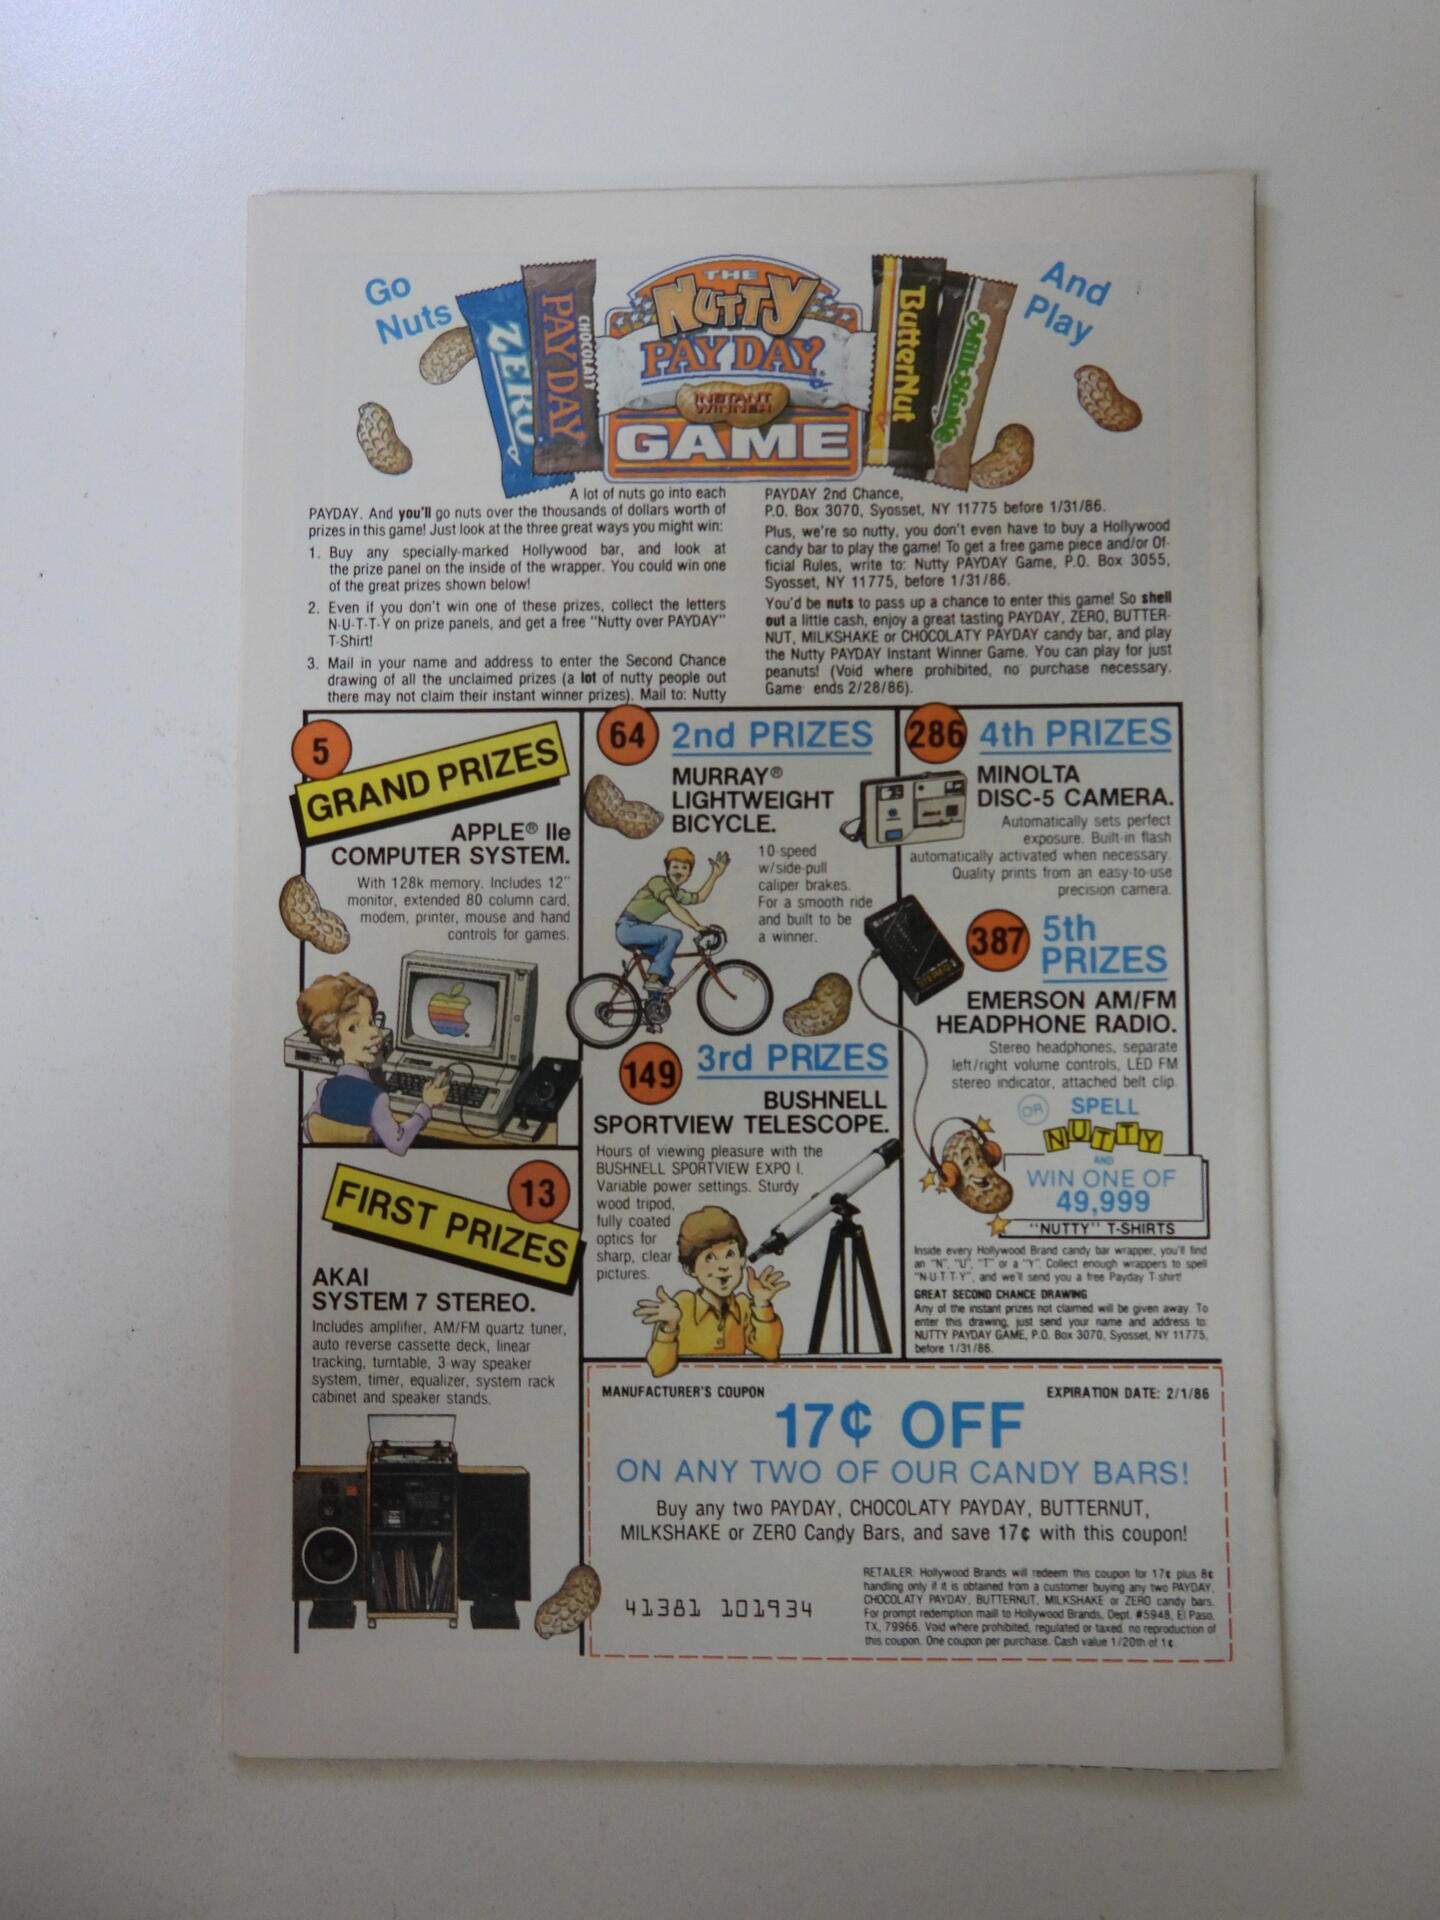 Go
Nuts
And
Play
ZERO
CHOCOLATY
PAY DAY
THE
NUTTY
PAY DAY
INSTANT
WINNER
GAME
ButterNut
MilkShake
A lot of nuts go into each
PAYDAY. And you'll go nuts over the thousands of dollars worth of
prizes in this game! Just look at the three great ways you might win:
1. Buy any specially-marked Hollywood bar, and look at
the prize panel on the inside of the wrapper. You could win one
of the great prizes shown below!
2. Even if you don't win one of these prizes, collect the letters
N-U-T-T-Y on prize panels, and get a free "Nutty over PAYDAY"
T-Shirt!
3. Mail in your name and address to enter the Second Chance
drawing of all the unclaimed prizes (a lot of nutty people out
there may not claim their instant winner prizes). Mail to: Nutty
PAYDAY 2nd Chance,
P.O. Box 3070, Syosset, NY 11775 before 1/31/86.
Plus, we're so nutty, you don't even have to buy a Hollywood
candy bar to play the game! To get a free game piece and/or Of-
ficial Rules, write to: Nutty PAYDAY Game, P.O. Box 3055,
Syosset, NY 11775, before 1/31/86.
You'd be nuts to pass up a chance to enter this game! So shell
out a little cash, enjoy a great tasting PAYDAY, ZERO, BUTTER-
NUT, MILKSHAKE or CHOCOLATY PAYDAY candy bar, and play
the Nutty PAYDAY Instant Winner Game. You can play for just
peanuts! (Void where prohibited, no purchase necessary.
Game ends 2/28/86).
5
GRAND PRIZES
APPLE® IIe
COMPUTER SYSTEM.
With 128k memory. Includes 12"
monitor, extended 80 column card,
modem, printer, mouse and hand
controls for games.
13
FIRST PRIZES
AKAI
SYSTEM 7 STEREO.
Includes amplifier, AM/FM quartz tuner,
auto reverse cassette deck, linear
tracking, turntable, 3-way speaker
system, timer, equalizer, system rack
cabinet and speaker stands.
64
2nd PRIZES
MURRAY®
LIGHTWEIGHT
BICYCLE.
10-speed
w/side-pull
caliper brakes.
For a smooth ride
and built to be
a winner.
149
3rd PRIZES
BUSHNELL
SPORTVIEW TELESCOPE.
Hours of viewing pleasure with the
BUSHNELL SPORTVIEW EXPO I.
Variable power settings. Sturdy
wood tripod,
fully coated
optics for
sharp, clear
pictures.
286
4th PRIZES
MINOLTA
DISC-5 CAMERA.
Automatically sets perfect
exposure. Built-in flash
automatically activated when necessary.
Quality prints from an easy-to-use
precision camera.
387
5th
PRIZES
EMERSON AM/FM
HEADPHONE RADIO.
Stereo headphones, separate
left/right volume controls, LED FM
stereo indicator, attached belt clip.
OR SPELL
NUTTY
AND
WIN ONE OF
49,999
"NUTTY" T-SHIRTS
Inside every Hollywood Brand candy bar wrapper, you'll find
an "N", "U", "T" or a "Y". Collect enough wrappers to spell
"N-U-T-T-Y", and we'll send you a free Payday T-shirt!
GREAT SECOND CHANCE DRAWING
Any of the instant prizes not claimed will be given away. To
enter this drawing, just send your name and address to:
NUTTY PAYDAY GAME, P.O. Box 3070, Syosset, NY 11775,
before 1/31/86.
MANUFACTURER'S COUPON
EXPIRATION DATE: 2/1/86
17¢ OFF
ON ANY TWO OF OUR CANDY BARS!
Buy any two PAYDAY, CHOCOLATY PAYDAY, BUTTERNUT,
MILKSHAKE or ZERO Candy Bars, and save 17¢ with this coupon!
41381 101934
RETAILER: Hollywood Brands will redeem this coupon for 17¢ plus 8¢
handling only if it is obtained from a customer buying any two PAYDAY,
CHOCOLATY PAYDAY, BUTTERNUT, MILKSHAKE or ZERO candy bars.
For prompt redemption mail to Hollywood Brands, Dept. #5948, El Paso,
TX, 79966. Void where prohibited, regulated or taxed, no reproduction of
this coupon. One coupon per purchase. Cash value 1/20th of 1¢.